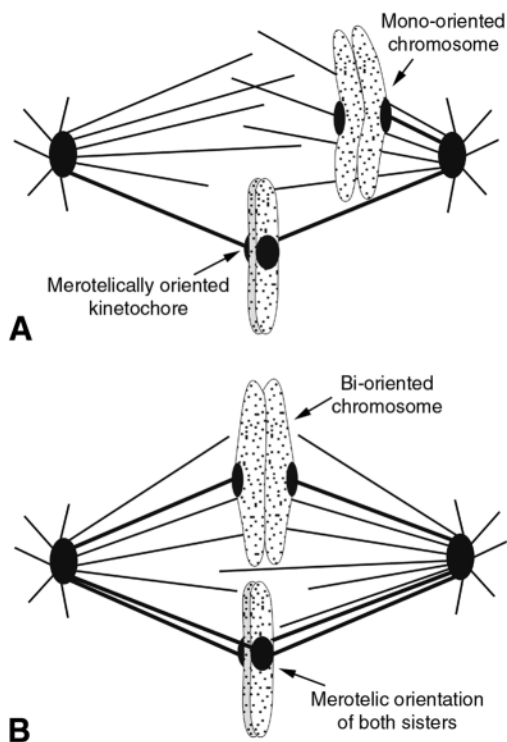 Mono-oriented
chromosome
Merotelically oriented
kinetochore
A
Bi-oriented
chromosome
Merotelic orientation
of both sisters
B